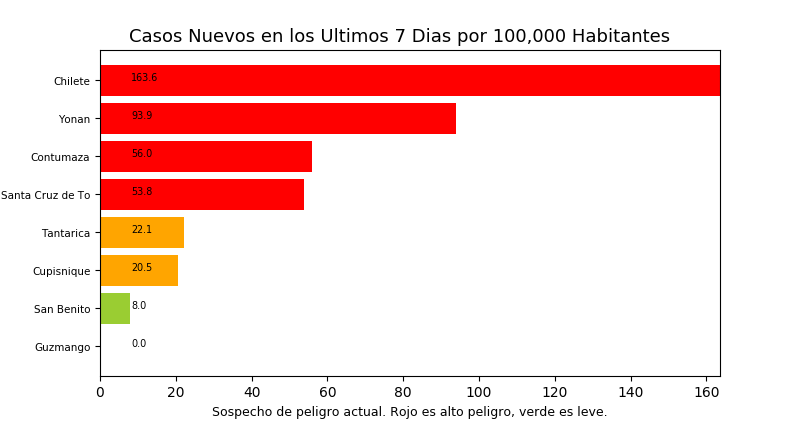 Casos Nuevos en los Ultimos 7 Dias por 100,000 Habitantes
Chilete 163.6
Yonan 93.9
Contumaza 56.0
Santa Cruz de To 53.8
Tantarica 22.1
Cupisnique 20.5
San Benito 8.0
Guzmango 0.0
0 20 40 60 80 100 120 140 160
Sospecho de peligro actual. Rojo es alto peligro, verde es leve.